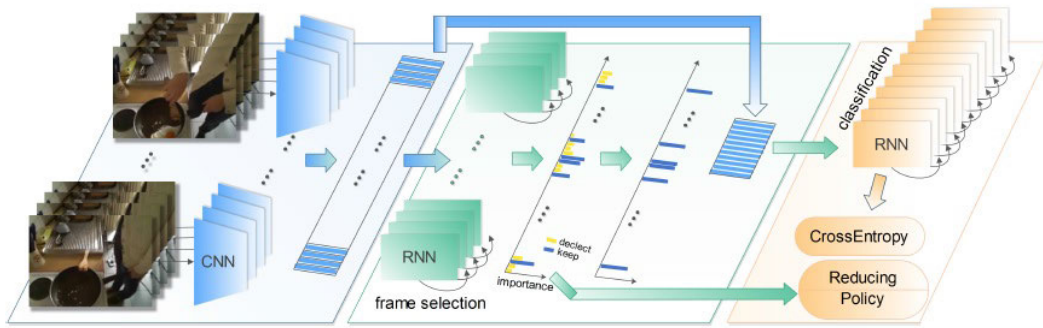 CNN
RNN
frame selection
declect
keep
importance
classification
RNN
CrossEntropy
Reducing
Policy